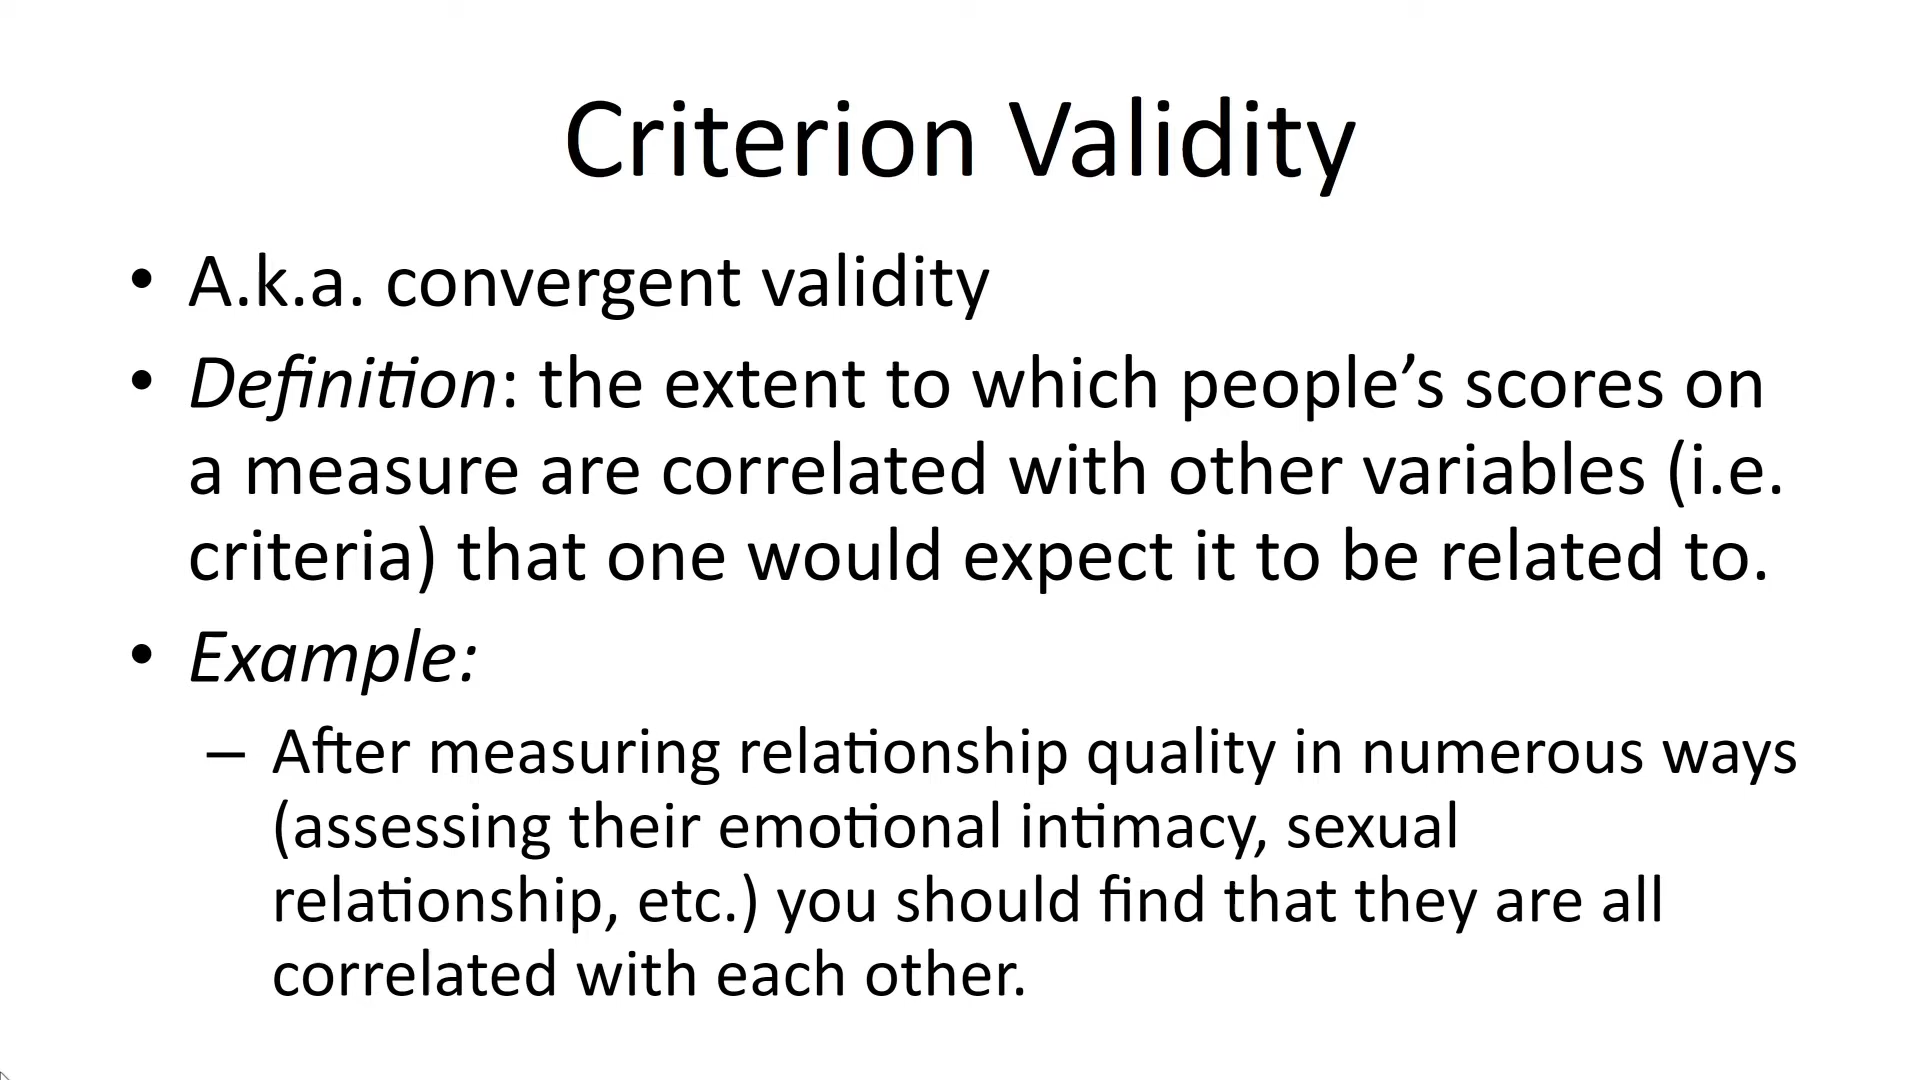 Criterion Validity
• A.k.a. convergent validity
• Definition: the extent to which people’s scores on
a measure are correlated with other variables (i.e.
criteria) that one would expect it to be related to.
• Example:
– After measuring relationship quality in numerous ways
(assessing their emotional intimacy, sexual
relationship, etc.) you should find that they are all
correlated with each other.